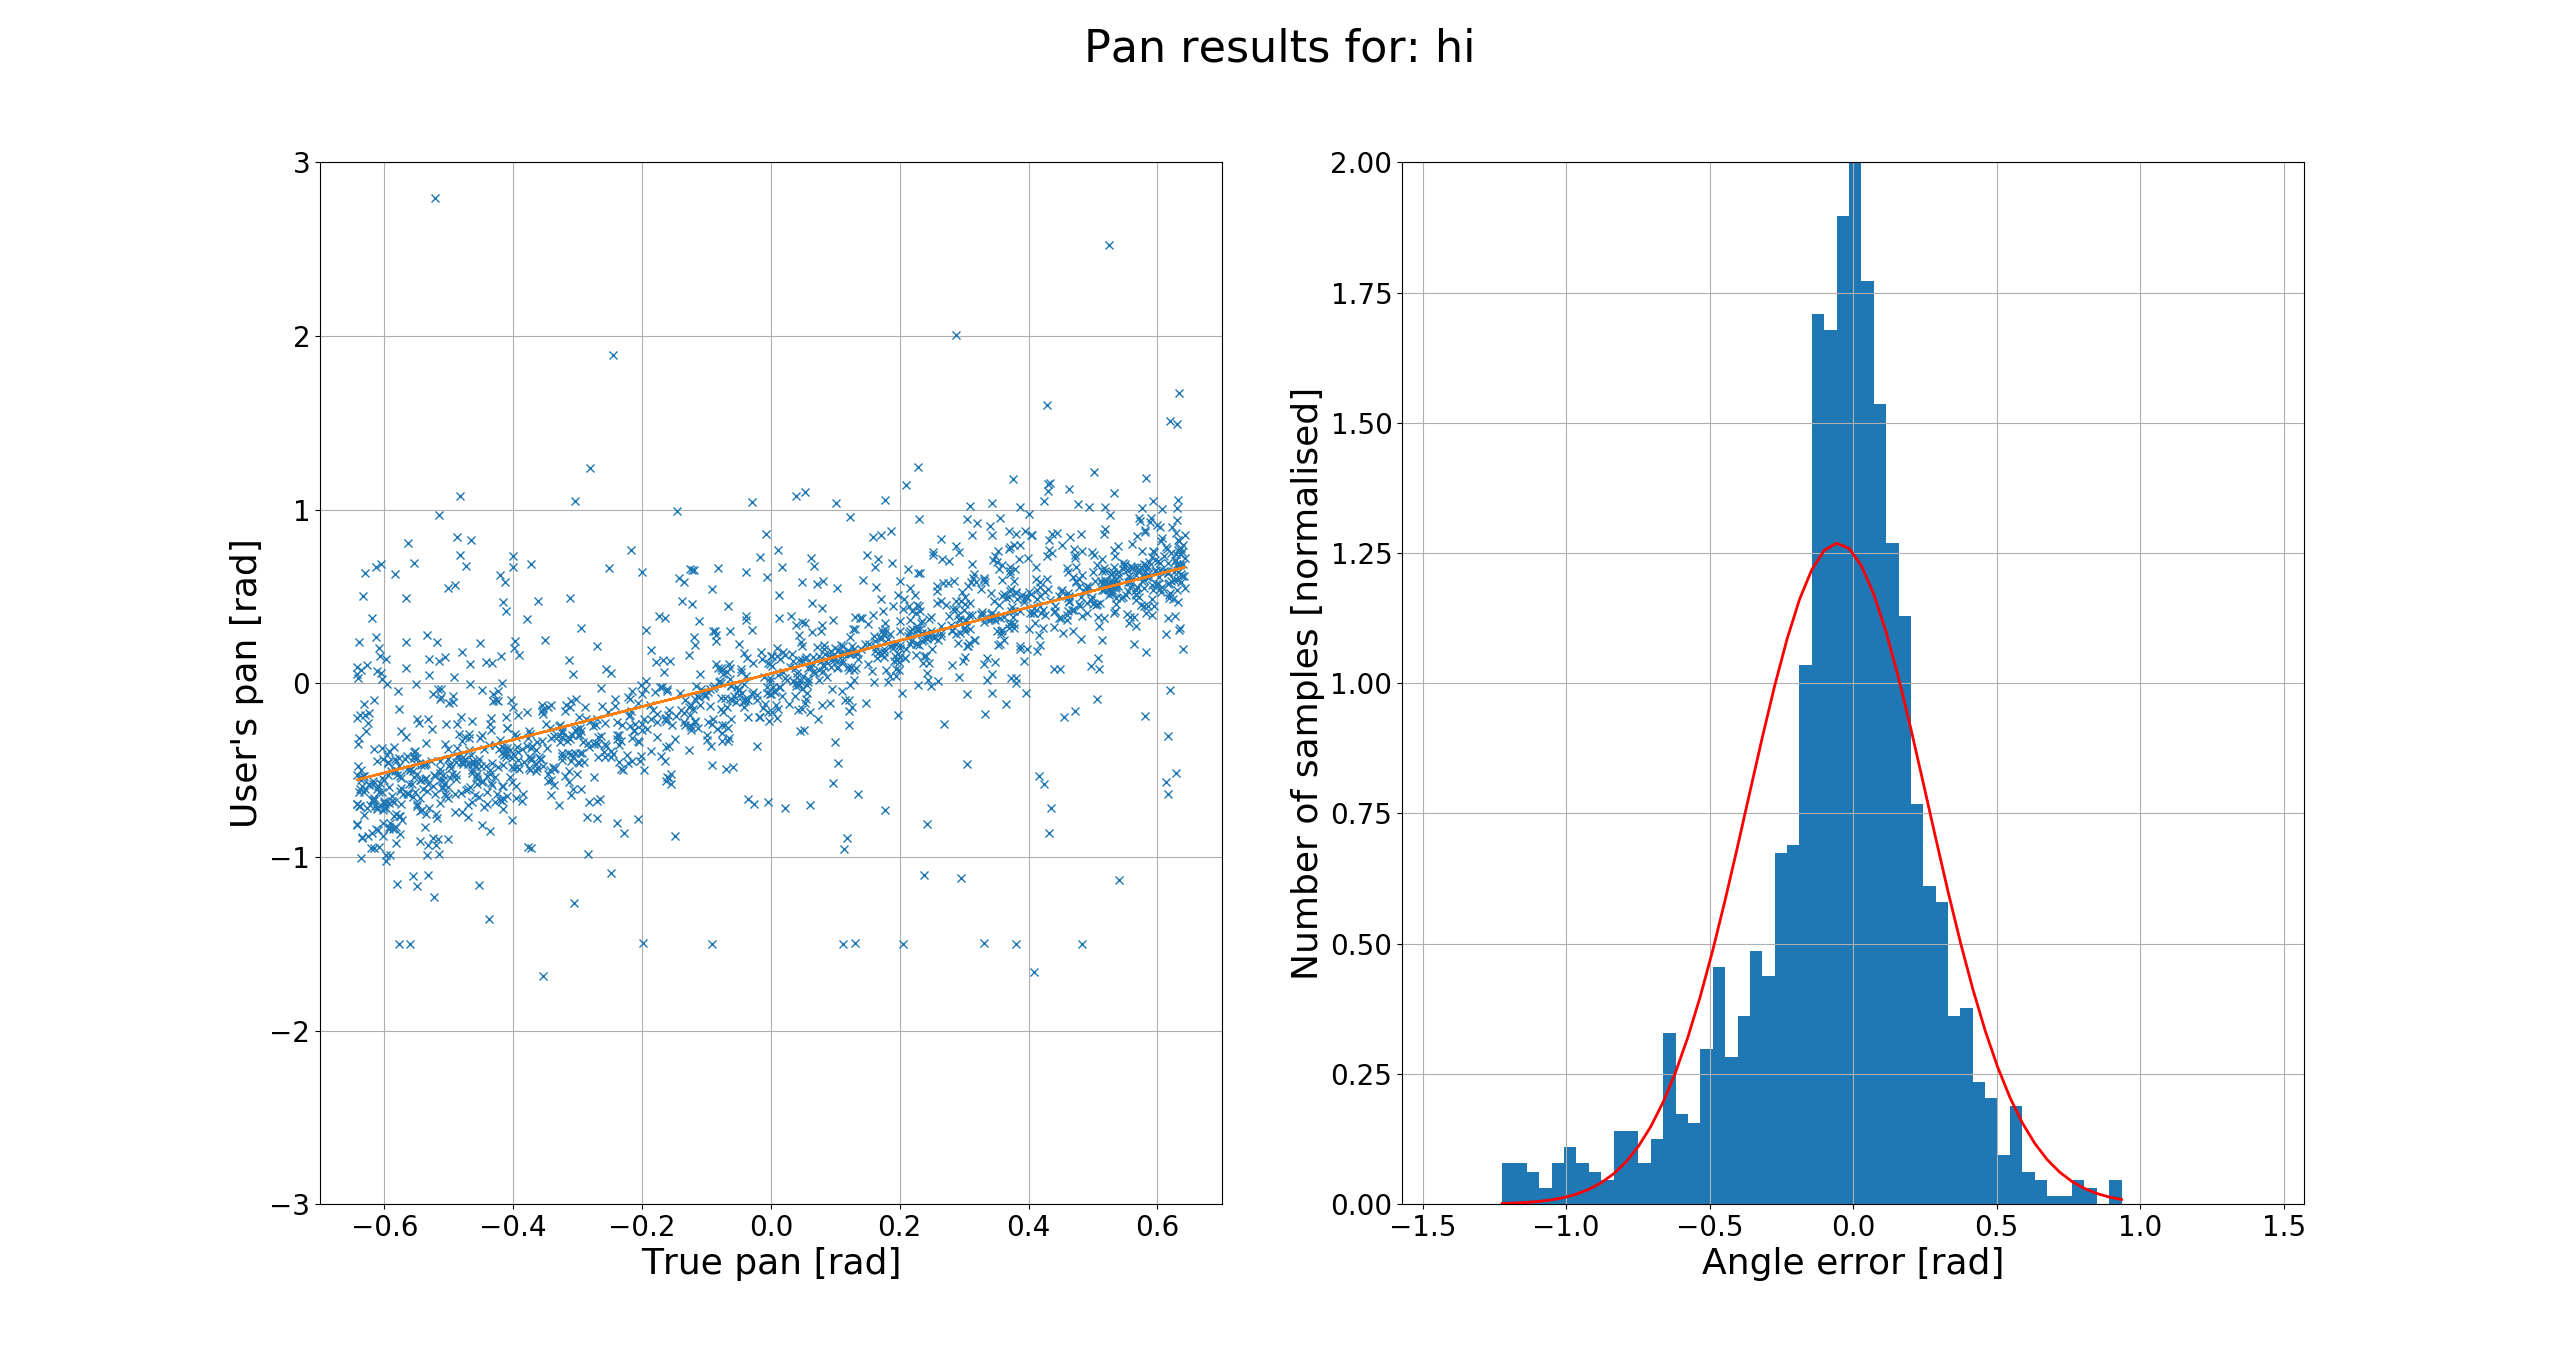 Pan results for: hi
3
2
1
0
−1
−2
−3
User's pan [rad]
−0.6 −0.4 −0.2 0.0 0.2 0.4 0.6
True pan [rad]
2.00
1.75
1.50
1.25
1.00
0.75
0.50
0.25
0.00
Number of samples [normalised]
−1.5 −1.0 −0.5 0.0 0.5 1.0 1.5
Angle error [rad]